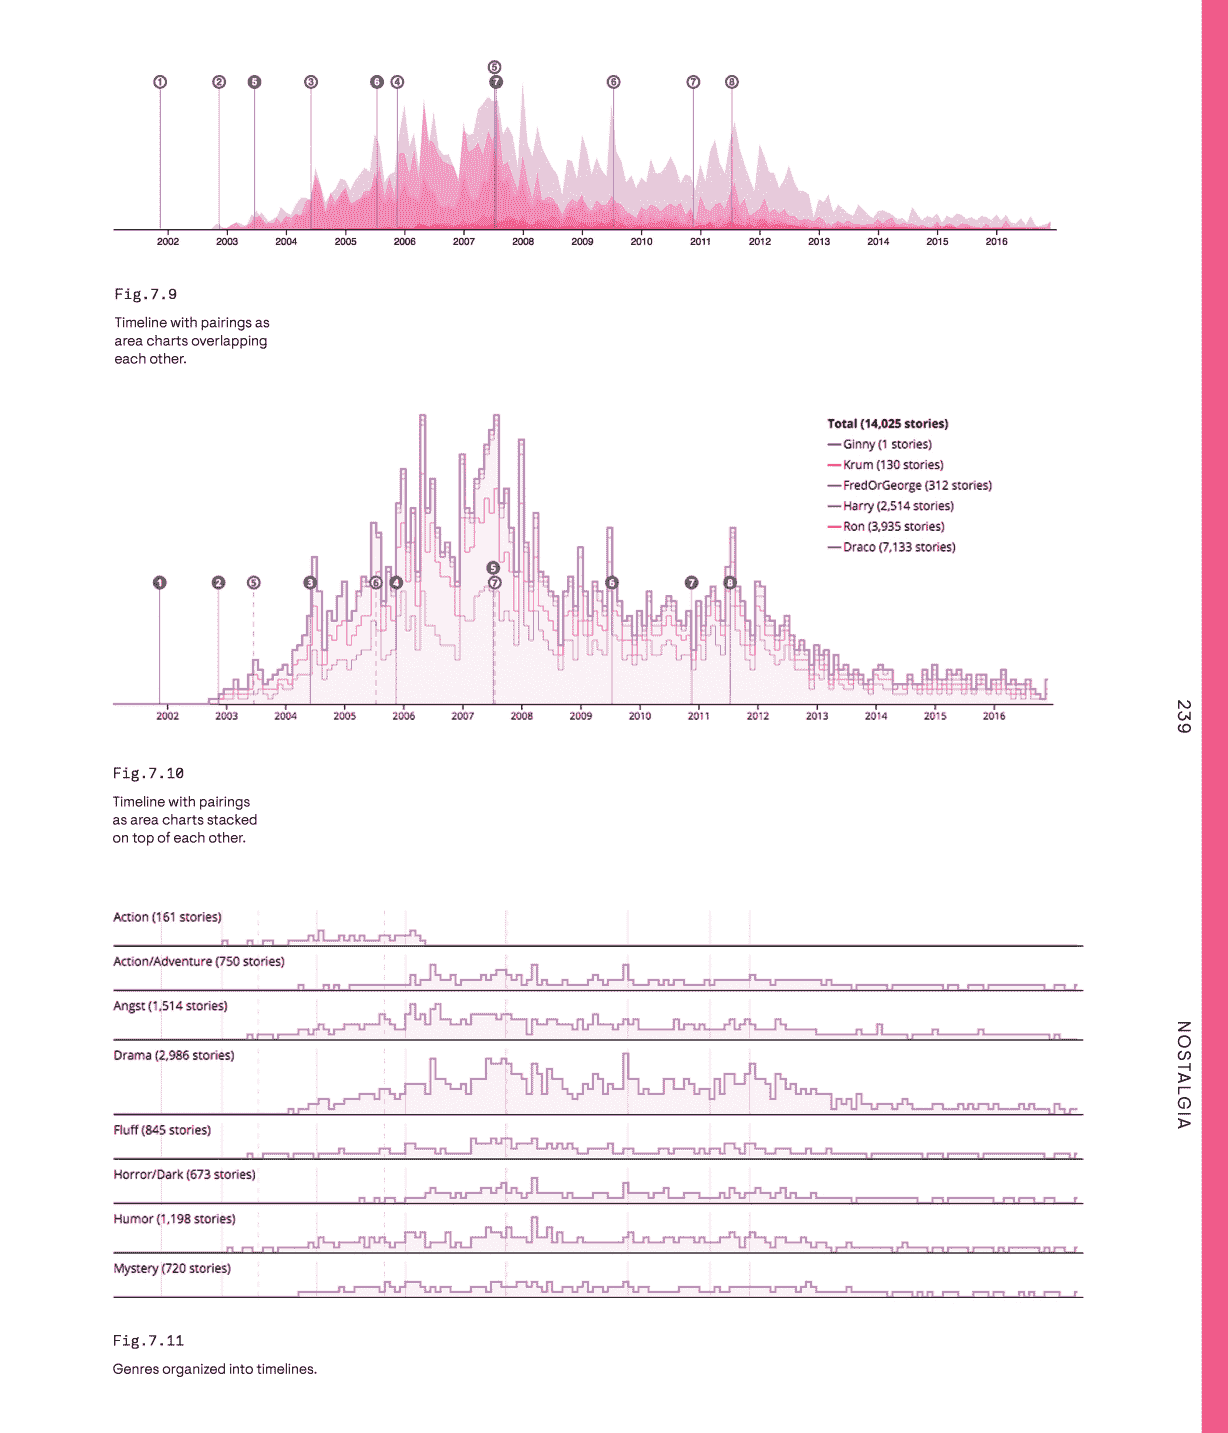 5
1 2 5 3 6 4 7 6 7 8
2002 2003 2004 2005 2006 2007 2008 2009 2010 2011 2012 2013 2014 2015 2016
Fig.7.9
Timeline with pairings as
area charts overlapping
each other.
Total (14,025 stories)
Ginny (1 stories)
Krum (130 stories)
FredOrGeorge (312 stories)
Harry (2,514 stories)
Ron (3,935 stories)
Draco (7,133 stories)
5
1 2 5 3 6 4 7 6 7 8
2002 2003 2004 2005 2006 2007 2008 2009 2010 2011 2012 2013 2014 2015 2016
Fig.7.10
Timeline with pairings
as area charts stacked
on top of each other.
Action (161 stories)
Action/Adventure (750 stories)
Angst (1,514 stories)
Drama (2,986 stories)
Fluff (845 stories)
Horror/Dark (673 stories)
Humor (1,198 stories)
Mystery (720 stories)
Fig.7.11
Genres organized into timelines.
239
NOSTALGIA